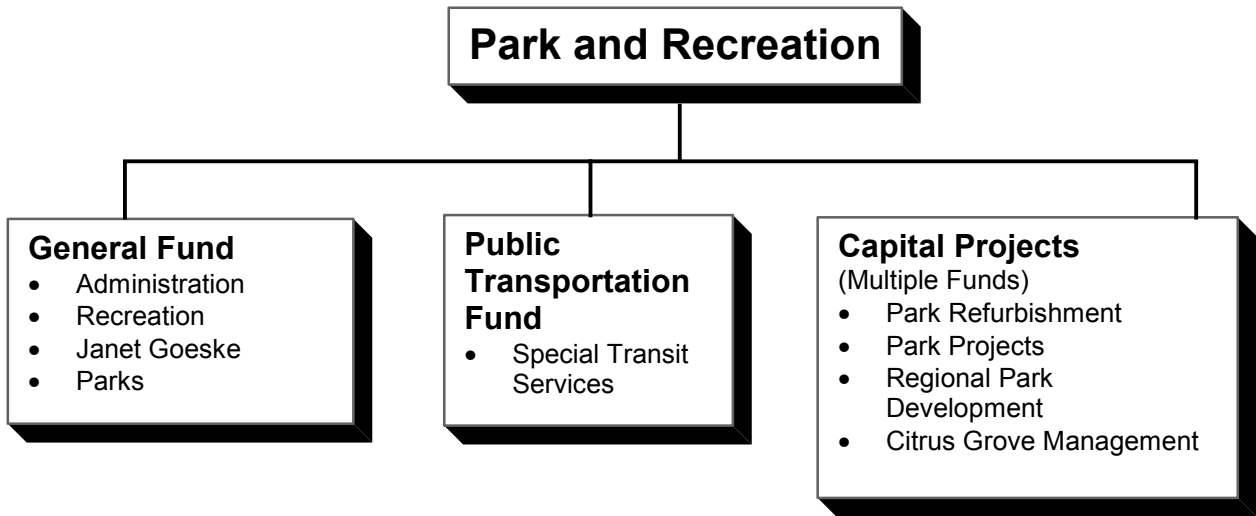 Park and Recreation
General Fund
• Administration
• Recreation
• Janet Goeske
• Parks
Public
Transportation
Fund
• Special Transit
Services
Capital Projects
(Multiple Funds)
• Park Refurbishment
• Park Projects
• Regional Park
Development
• Citrus Grove Management